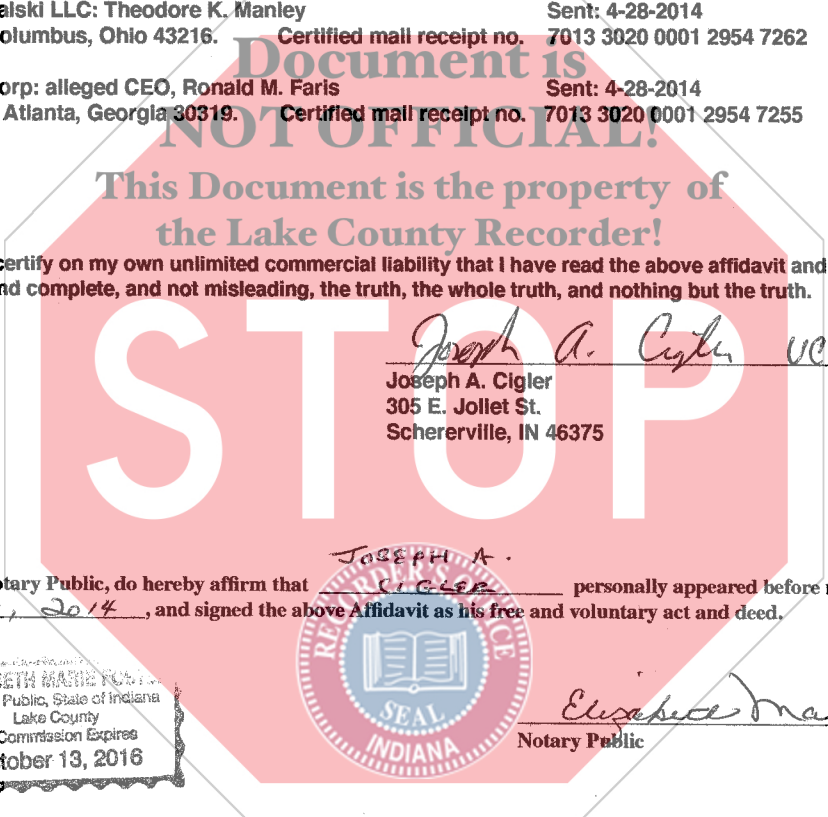 alski LLC: Theodore K. Manley Sent: 4-28-2014
olumbus, Ohio 43216. Certified mail receipt no. 7013 3020 0001 2954 7262
Document is
orp: alleged CEO, Ronald M. Faris Sent: 4-28-2014
Atlanta, Georgia 30319. Certified mail receipt no. 7013 3020 0001 2954 7255
NOT OFFICIAL!
This Document is the property of
the Lake County Recorder!
certify on my own unlimited commercial liability that I have read the above affidavit and
nd complete, and not misleading, the truth, the whole truth, and nothing but the truth.
STOP
Joseph A. Cigler UC
Joseph A. Cigler
305 E. Joliet St.
Schererville, IN 46375
JOSEPH A.
otary Public, do hereby affirm that CIGLER personally appeared before
, 2014, and signed the above Affidavit as his free and voluntary act and deed.
RECORDER'S OFFICE
SEAL
INDIANA
ETH MARIE
Public, State of Indiana
Lake County
Commission Expires
tober 13, 2016
Elizabeth Ma
Notary Public